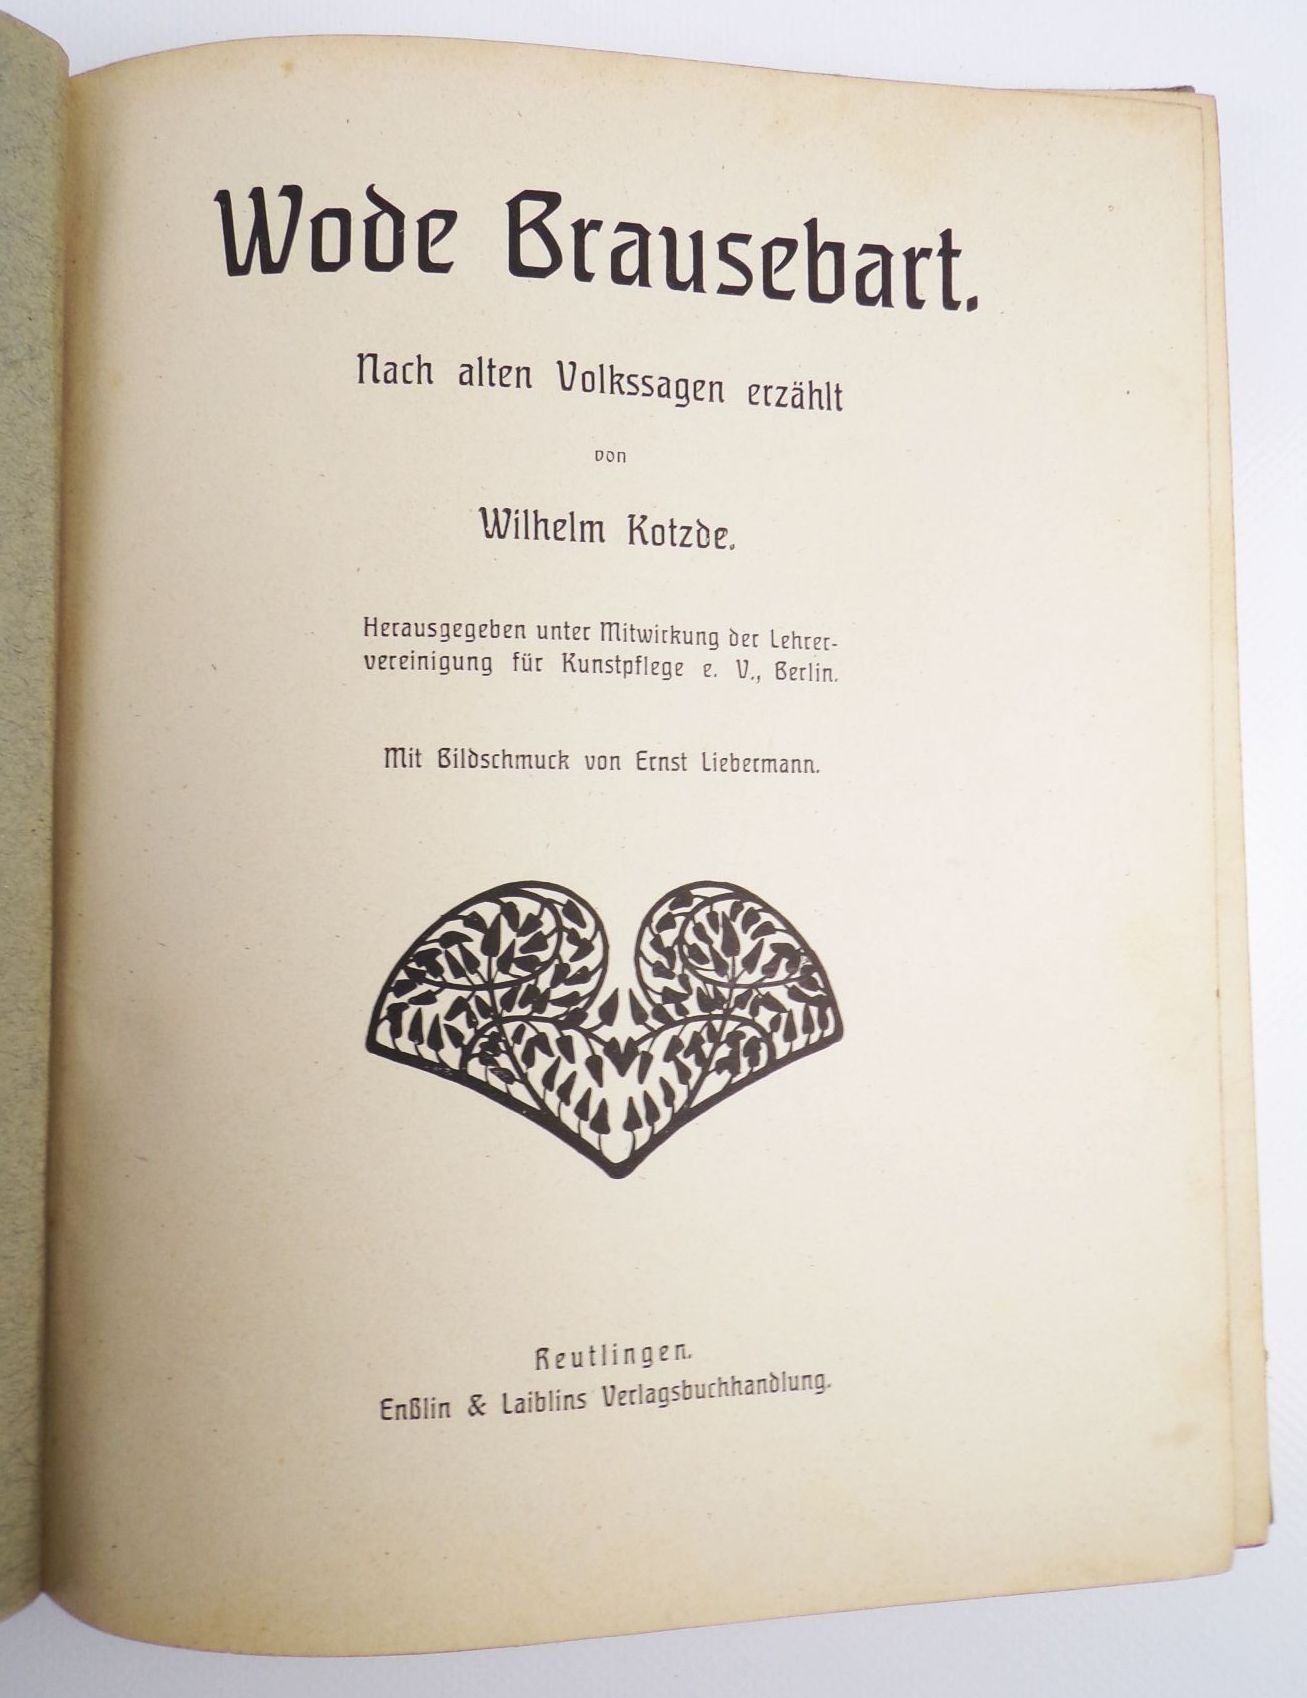 Wode Brausebart.
Nach alten Volkssagen erzählt
von
Wilhelm Kotzde.
Herausgegeben unter Mitwirkung der Lehrer-
vereinigung für Kunstpflege e. V., Berlin.
Mit Bildschmuck von Ernst Liebermann.
Reutlingen.
Enßlin & Laiblins Verlagsbuchhandlung.